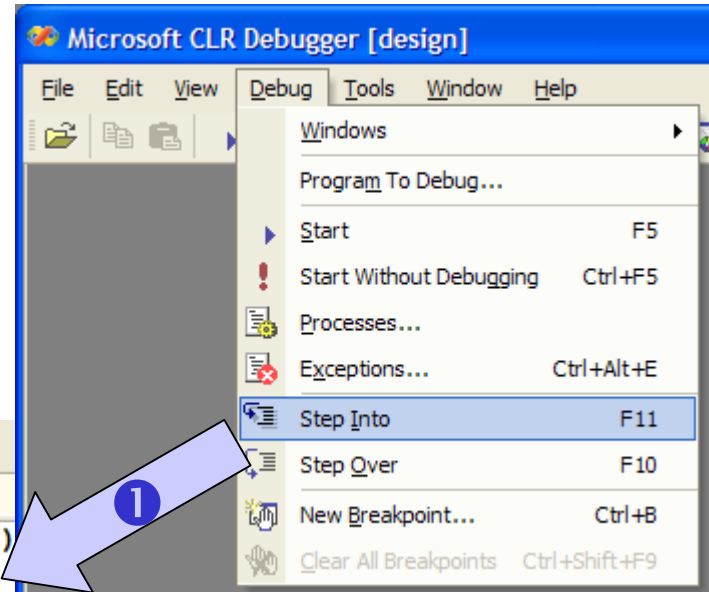 Microsoft CLR Debugger [design]
File Edit View Debug Tools Window Help
Windows
Program To Debug...
Start F5
Start Without Debugging Ctrl+F5
Processes...
Exceptions... Ctrl+Alt+E
Step Into F11
Step Over F10
1
New Breakpoint... Ctrl+B
)
Clear All Breakpoints Ctrl+Shift+F9